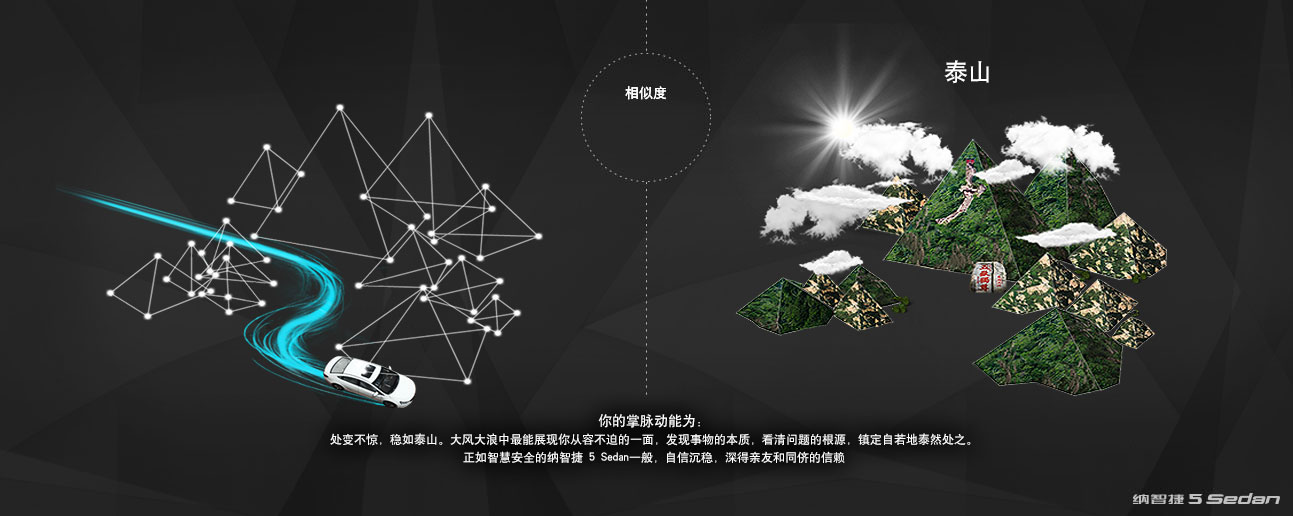 相似度
泰山
你的掌脉动能为：
处变不惊，稳如泰山。大风大浪中最能展现你从容不迫的一面，发现事物的本质，看清问题的根源，镇定自若地泰然处之。
正如智慧安全的纳智捷 5 Sedan一般，自信沉稳，深得亲友和同侪的信赖
纳智捷 5 Sedan